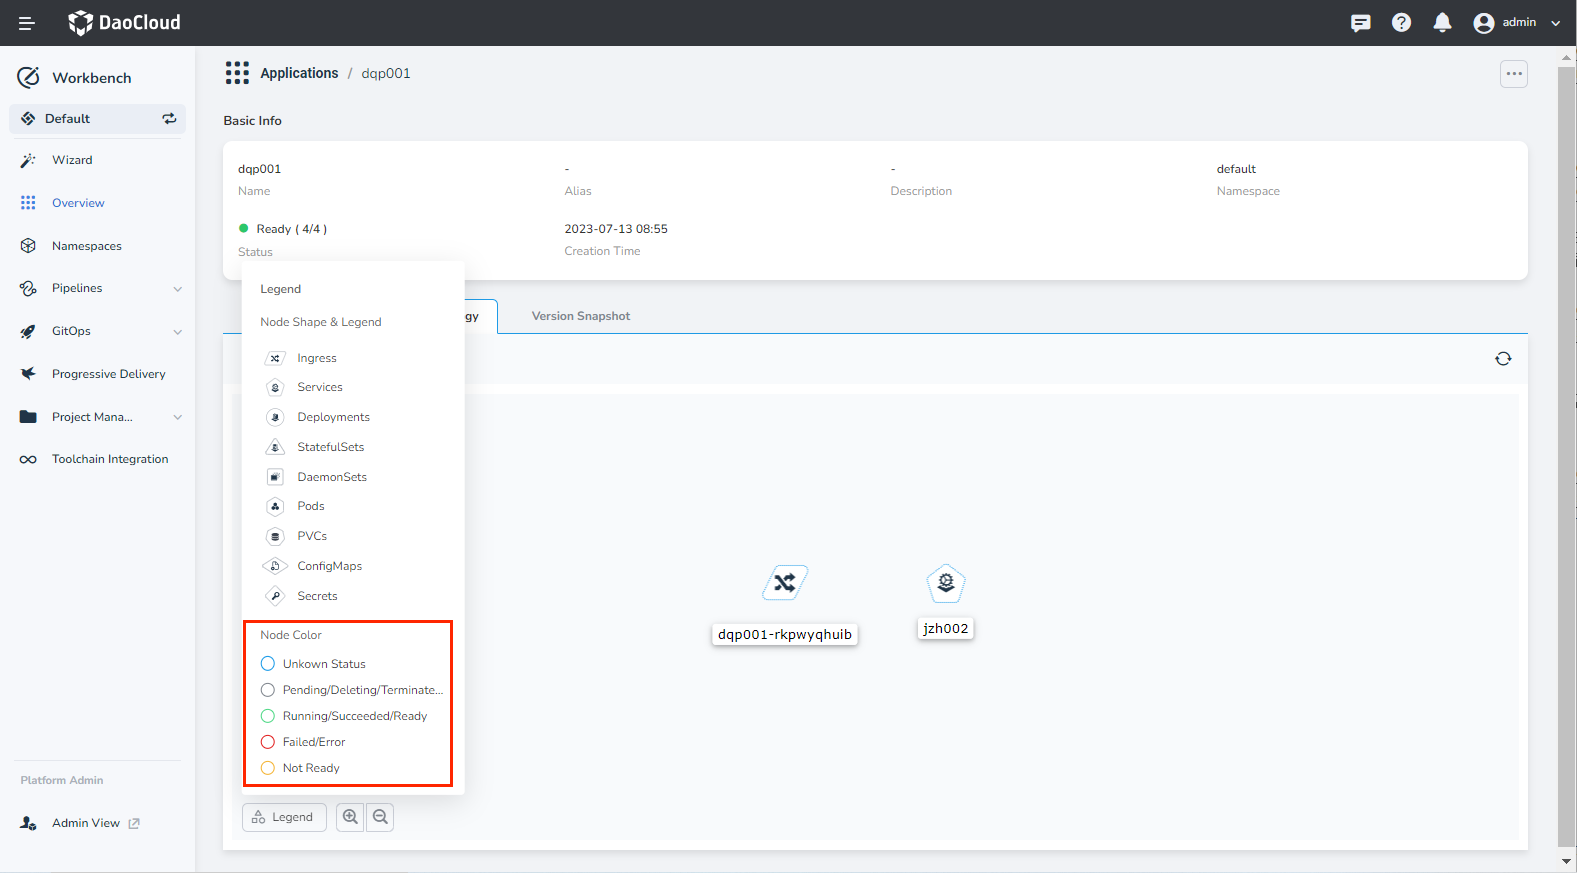 DaoCloud
admin
Workbench
Default
Wizard
Overview
Namespaces
Pipelines
GitOps
Progressive Delivery
Project Mana...
Toolchain Integration
Platform Admin
Admin View
Applications / dqp001
Basic Info
dqp001
Name
-
Alias
-
Description
default
Namespace
Ready ( 4/4 )
Status
2023-07-13 08:55
Creation Time
gy
Version Snapshot
Legend
Node Shape & Legend
Ingress
Services
Deployments
StatefulSets
DaemonSets
Pods
PVCs
ConfigMaps
Secrets
Node Color
Unkown Status
Pending/Deleting/Terminate...
Running/Succeeded/Ready
Failed/Error
Not Ready
Legend
dqp001-rkpwyqhuib
jzh002